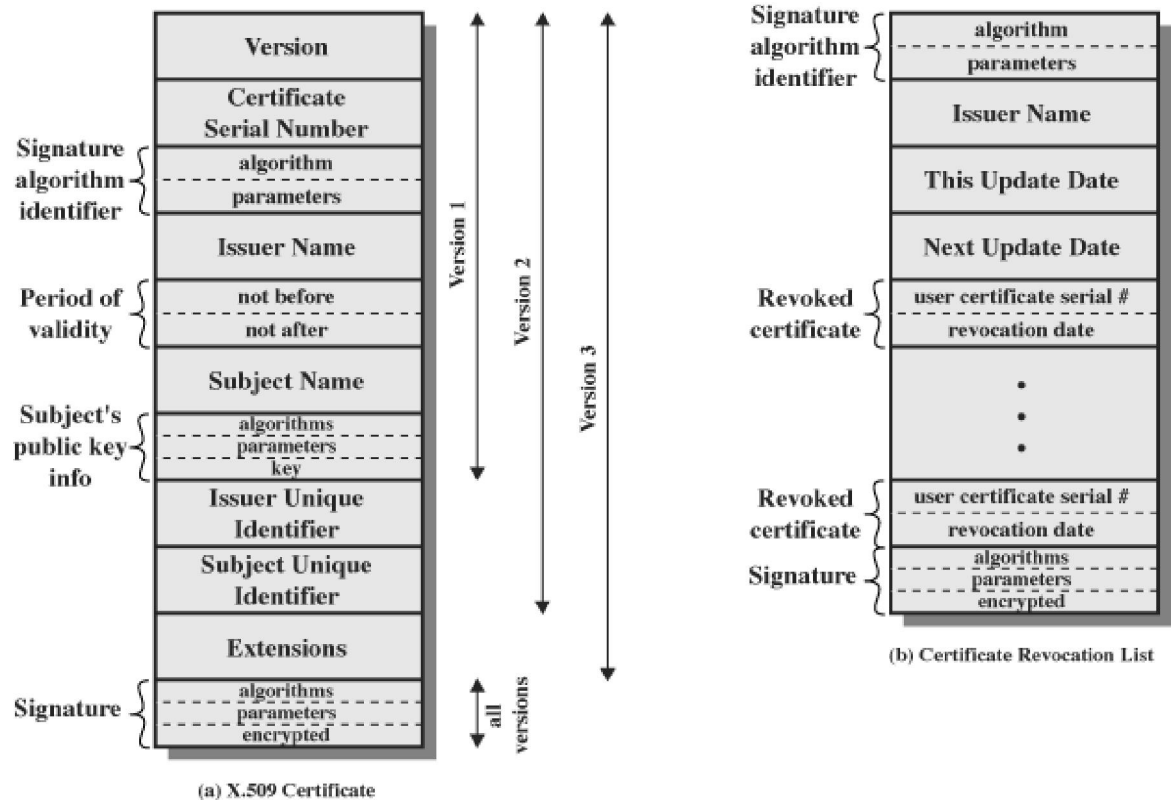 Version
Certificate
Serial Number
Signature
algorithm
identifier
algorithm
parameters
Issuer Name
Period of
validity
not before
not after
Subject Name
Subject's
public key
info
algorithms
parameters
key
Issuer Unique
Identifier
Subject Unique
Identifier
Extensions
Signature
algorithms
parameters
encrypted
Version 1
Version 2
Version 3
all
versions
(a) X.509 Certificate
Signature
algorithm
identifier
algorithm
parameters
Issuer Name
This Update Date
Next Update Date
Revoked
certificate
user certificate serial #
revocation date
Revoked
certificate
user certificate serial #
revocation date
Signature
algorithms
parameters
encrypted
(b) Certificate Revocation List